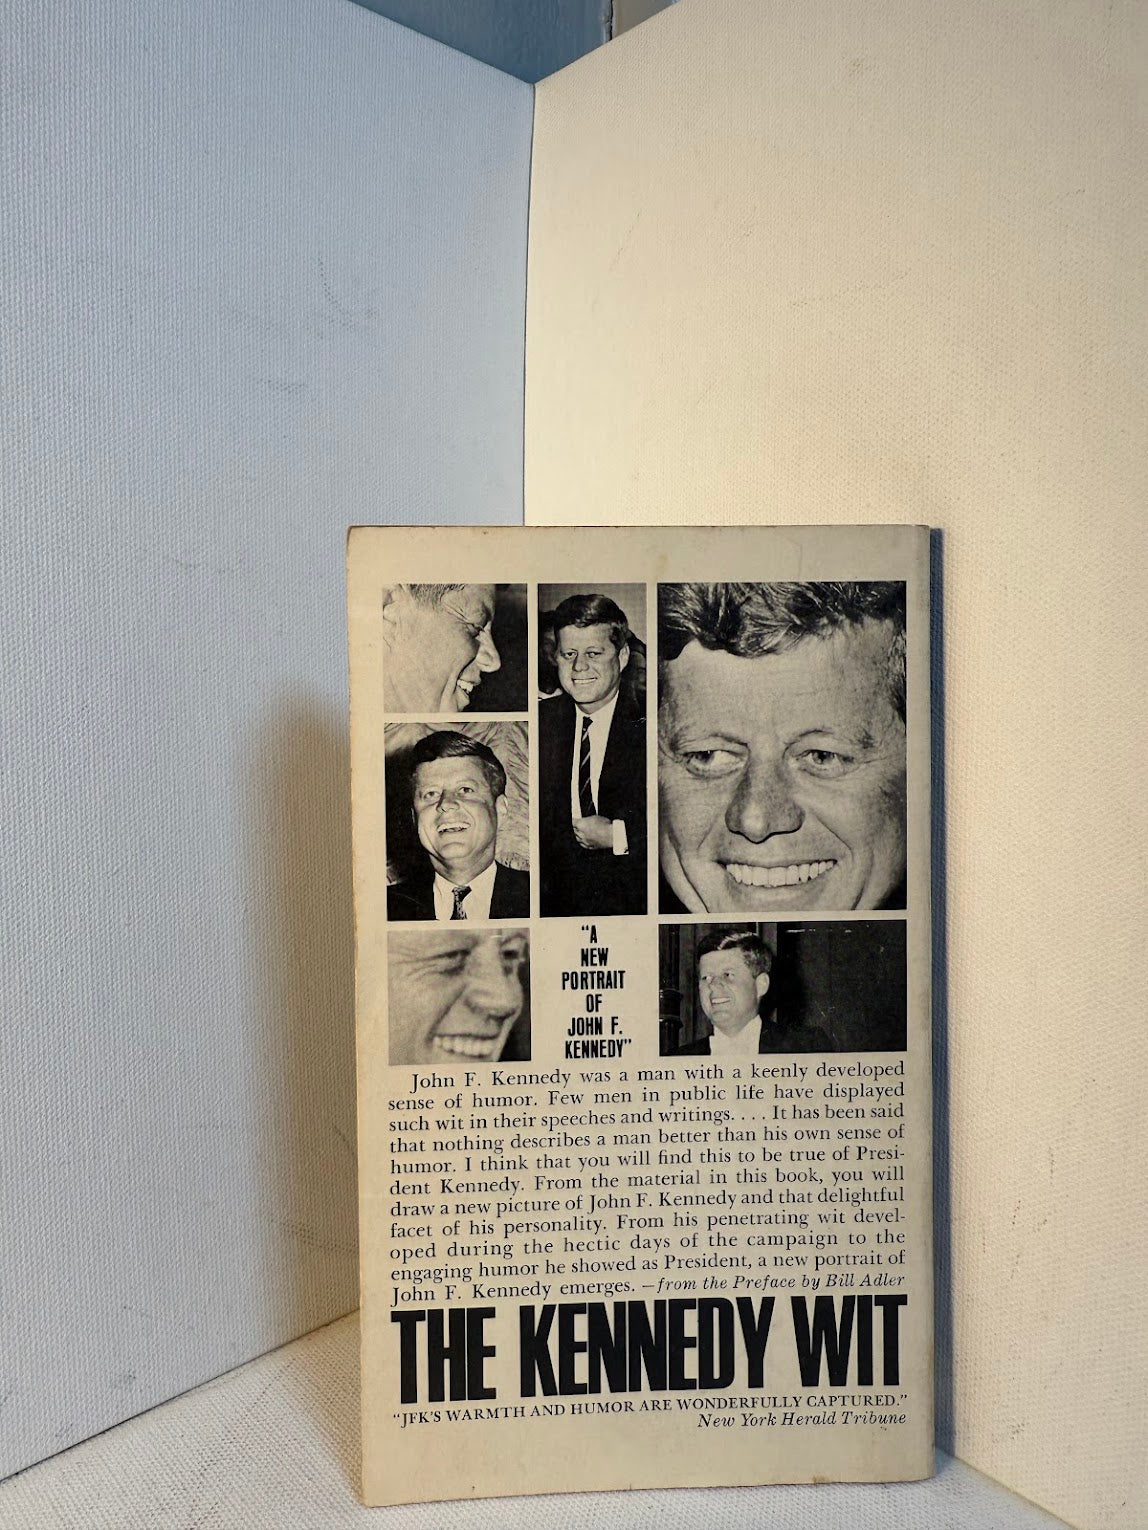 "A
NEW
PORTRAIT
OF
JOHN F.
KENNEDY"
John F. Kennedy was a man with a keenly developed
sense of humor. Few men in public life have displayed
such wit in their speeches and writings. . . . It has been said
that nothing describes a man better than his own sense of
humor. I think that you will find this to be true of Presi-
dent Kennedy. From the material in this book, you will
draw a new picture of John F. Kennedy and that delightful
facet of his personality. From his penetrating wit devel-
oped during the hectic days of the campaign to the
engaging humor he showed as President, a new portrait of
John F. Kennedy emerges. —from the Preface by Bill Adler
THE KENNEDY WIT
"JFK'S WARMTH AND HUMOR ARE WONDERFULLY CAPTURED."
New York Herald Tribune